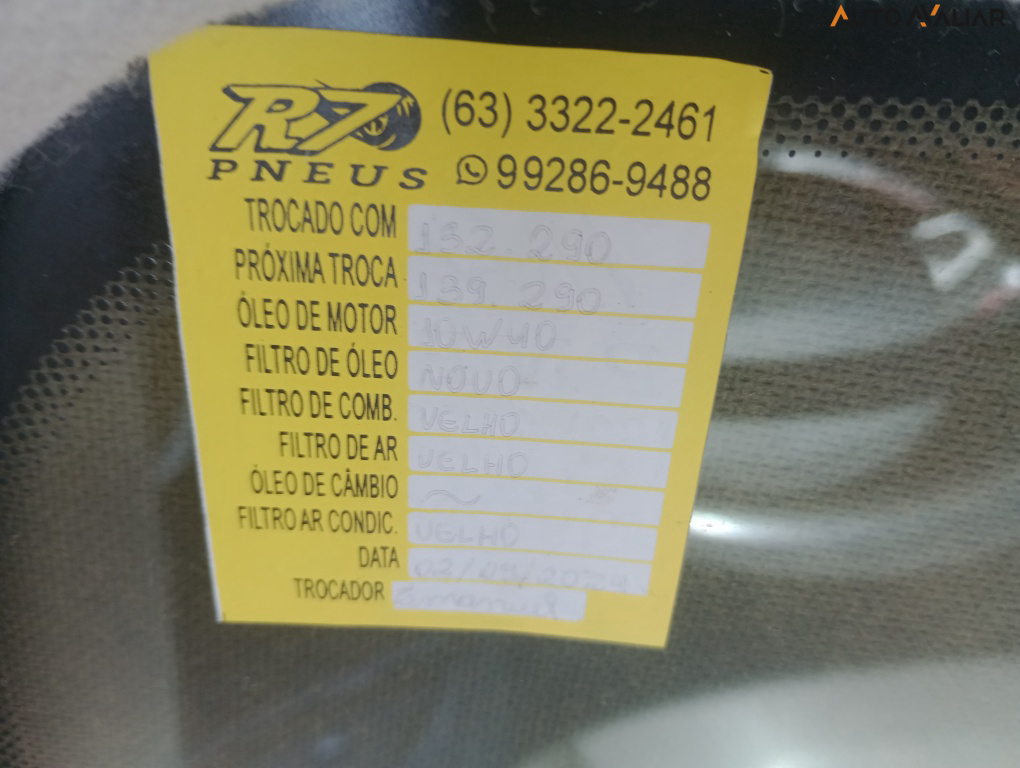 AUTO AVALIAR
R7
PNEUS
(63) 3322-2461
99286-9488
TROCADO COM 132.290
PRÓXIMA TROCA 139.290
ÓLEO DE MOTOR 10W40
FILTRO DE ÓLEO NOVO
FILTRO DE COMB. VELHO
FILTRO DE AR VELHO
ÓLEO DE CÂMBIO
FILTRO AR CONDIC. VELHO
DATA
TROCADOR